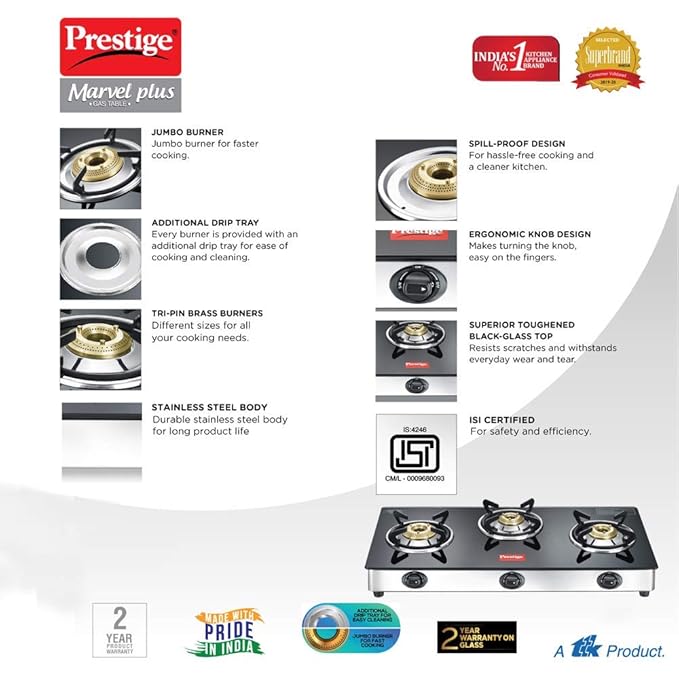 Prestige
Marvel plus
GAS TABLE
INDIA'S
No. 1
KITCHEN
APPLIANCE
BRAND
SELECTED
Superbrand
INDIA
Consumer Validated
2019-20
JUMBO BURNER
Jumbo burner for faster
cooking.
ADDITIONAL DRIP TRAY
Every burner is provided with an
additional drip tray for ease of
cooking and cleaning.
TRI-PIN BRASS BURNERS
Different sizes for all
your cooking needs.
STAINLESS STEEL BODY
Durable stainless steel body
for long product life
SPILL-PROOF DESIGN
For hassle-free cooking and
a cleaner kitchen.
Prestige
ERGONOMIC KNOB DESIGN
Makes turning the knob,
easy on the fingers.
Prestige
SUPERIOR TOUGHENED
BLACK-GLASS TOP
Resists scratches and withstands
everyday wear and tear.
IS:4246
ISI
CM/L - 0009680093
ISI CERTIFIED
For safety and efficiency.
Prestige
2
YEAR
PRODUCT
WARRANTY
MADE WITH
PRIDE
IN INDIA
ADDITIONAL
DRIP TRAY FOR
EASY CLEANING
JUMBO BURNER
FOR FAST
COOKING
2 YEAR
WARRANTY ON
GLASS
A TTK Product.